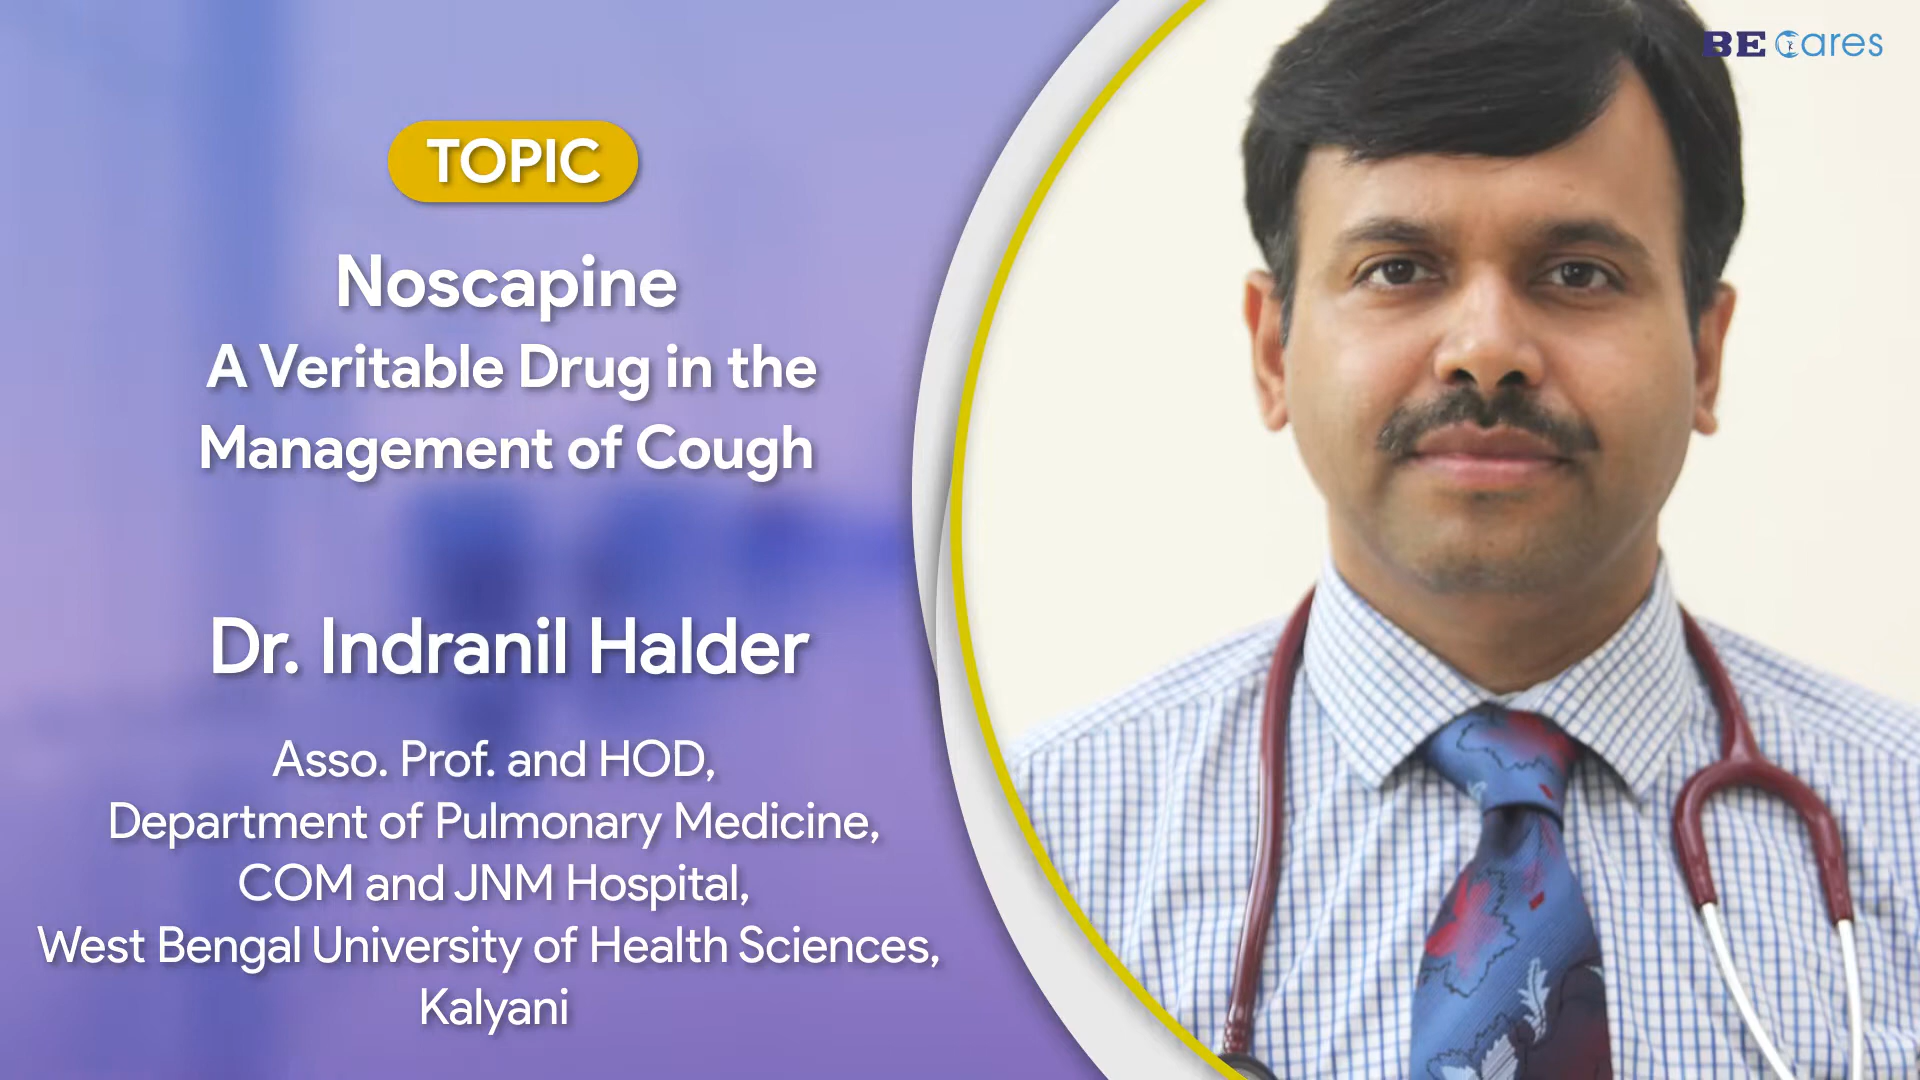 BE Cares
TOPIC
Noscapine
A Veritable Drug in the
Management of Cough
Dr. Indranil Halder
Asso. Prof. and HOD,
Department of Pulmonary Medicine,
COM and JNM Hospital,
West Bengal University of Health Sciences,
Kalyani